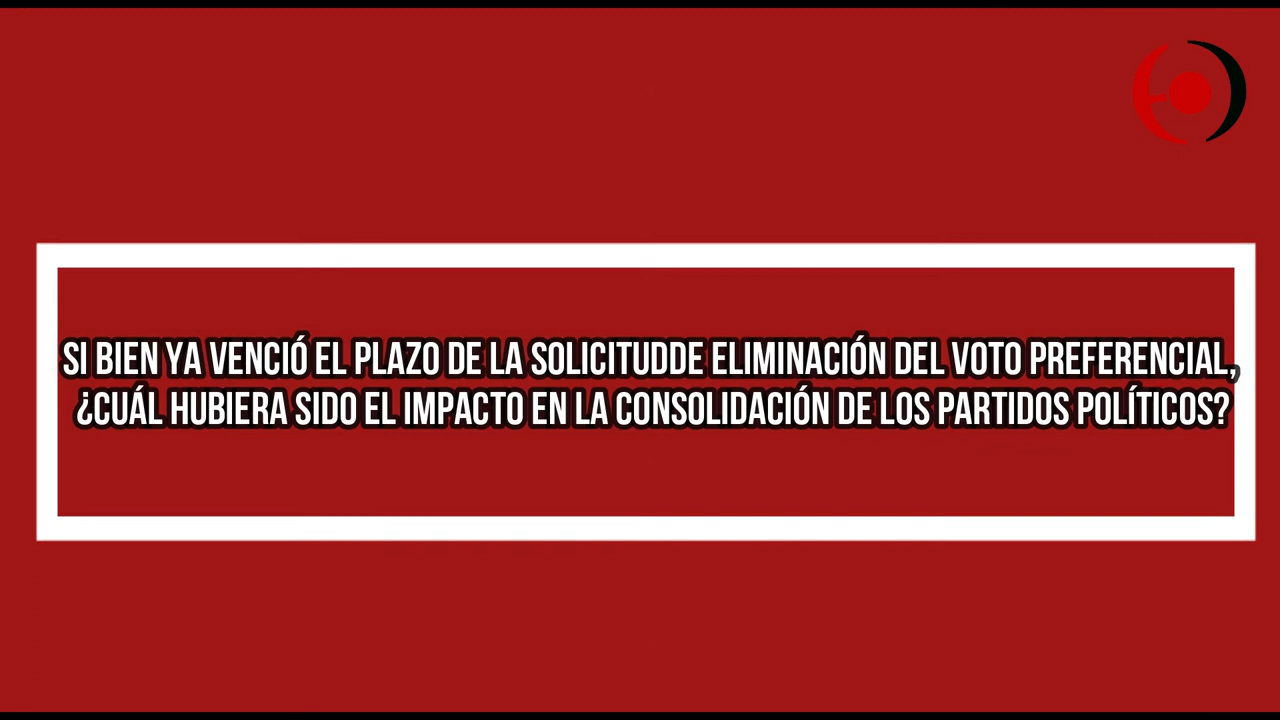 SI BIEN YA VENCIÓ EL PLAZO DE LA SOLICITUDDE ELIMINACIÓN DEL VOTO PREFERENCIAL,
¿CUÁL HUBIERA SIDO EL IMPACTO EN LA CONSOLIDACIÓN DE LOS PARTIDOS POLÍTICOS?